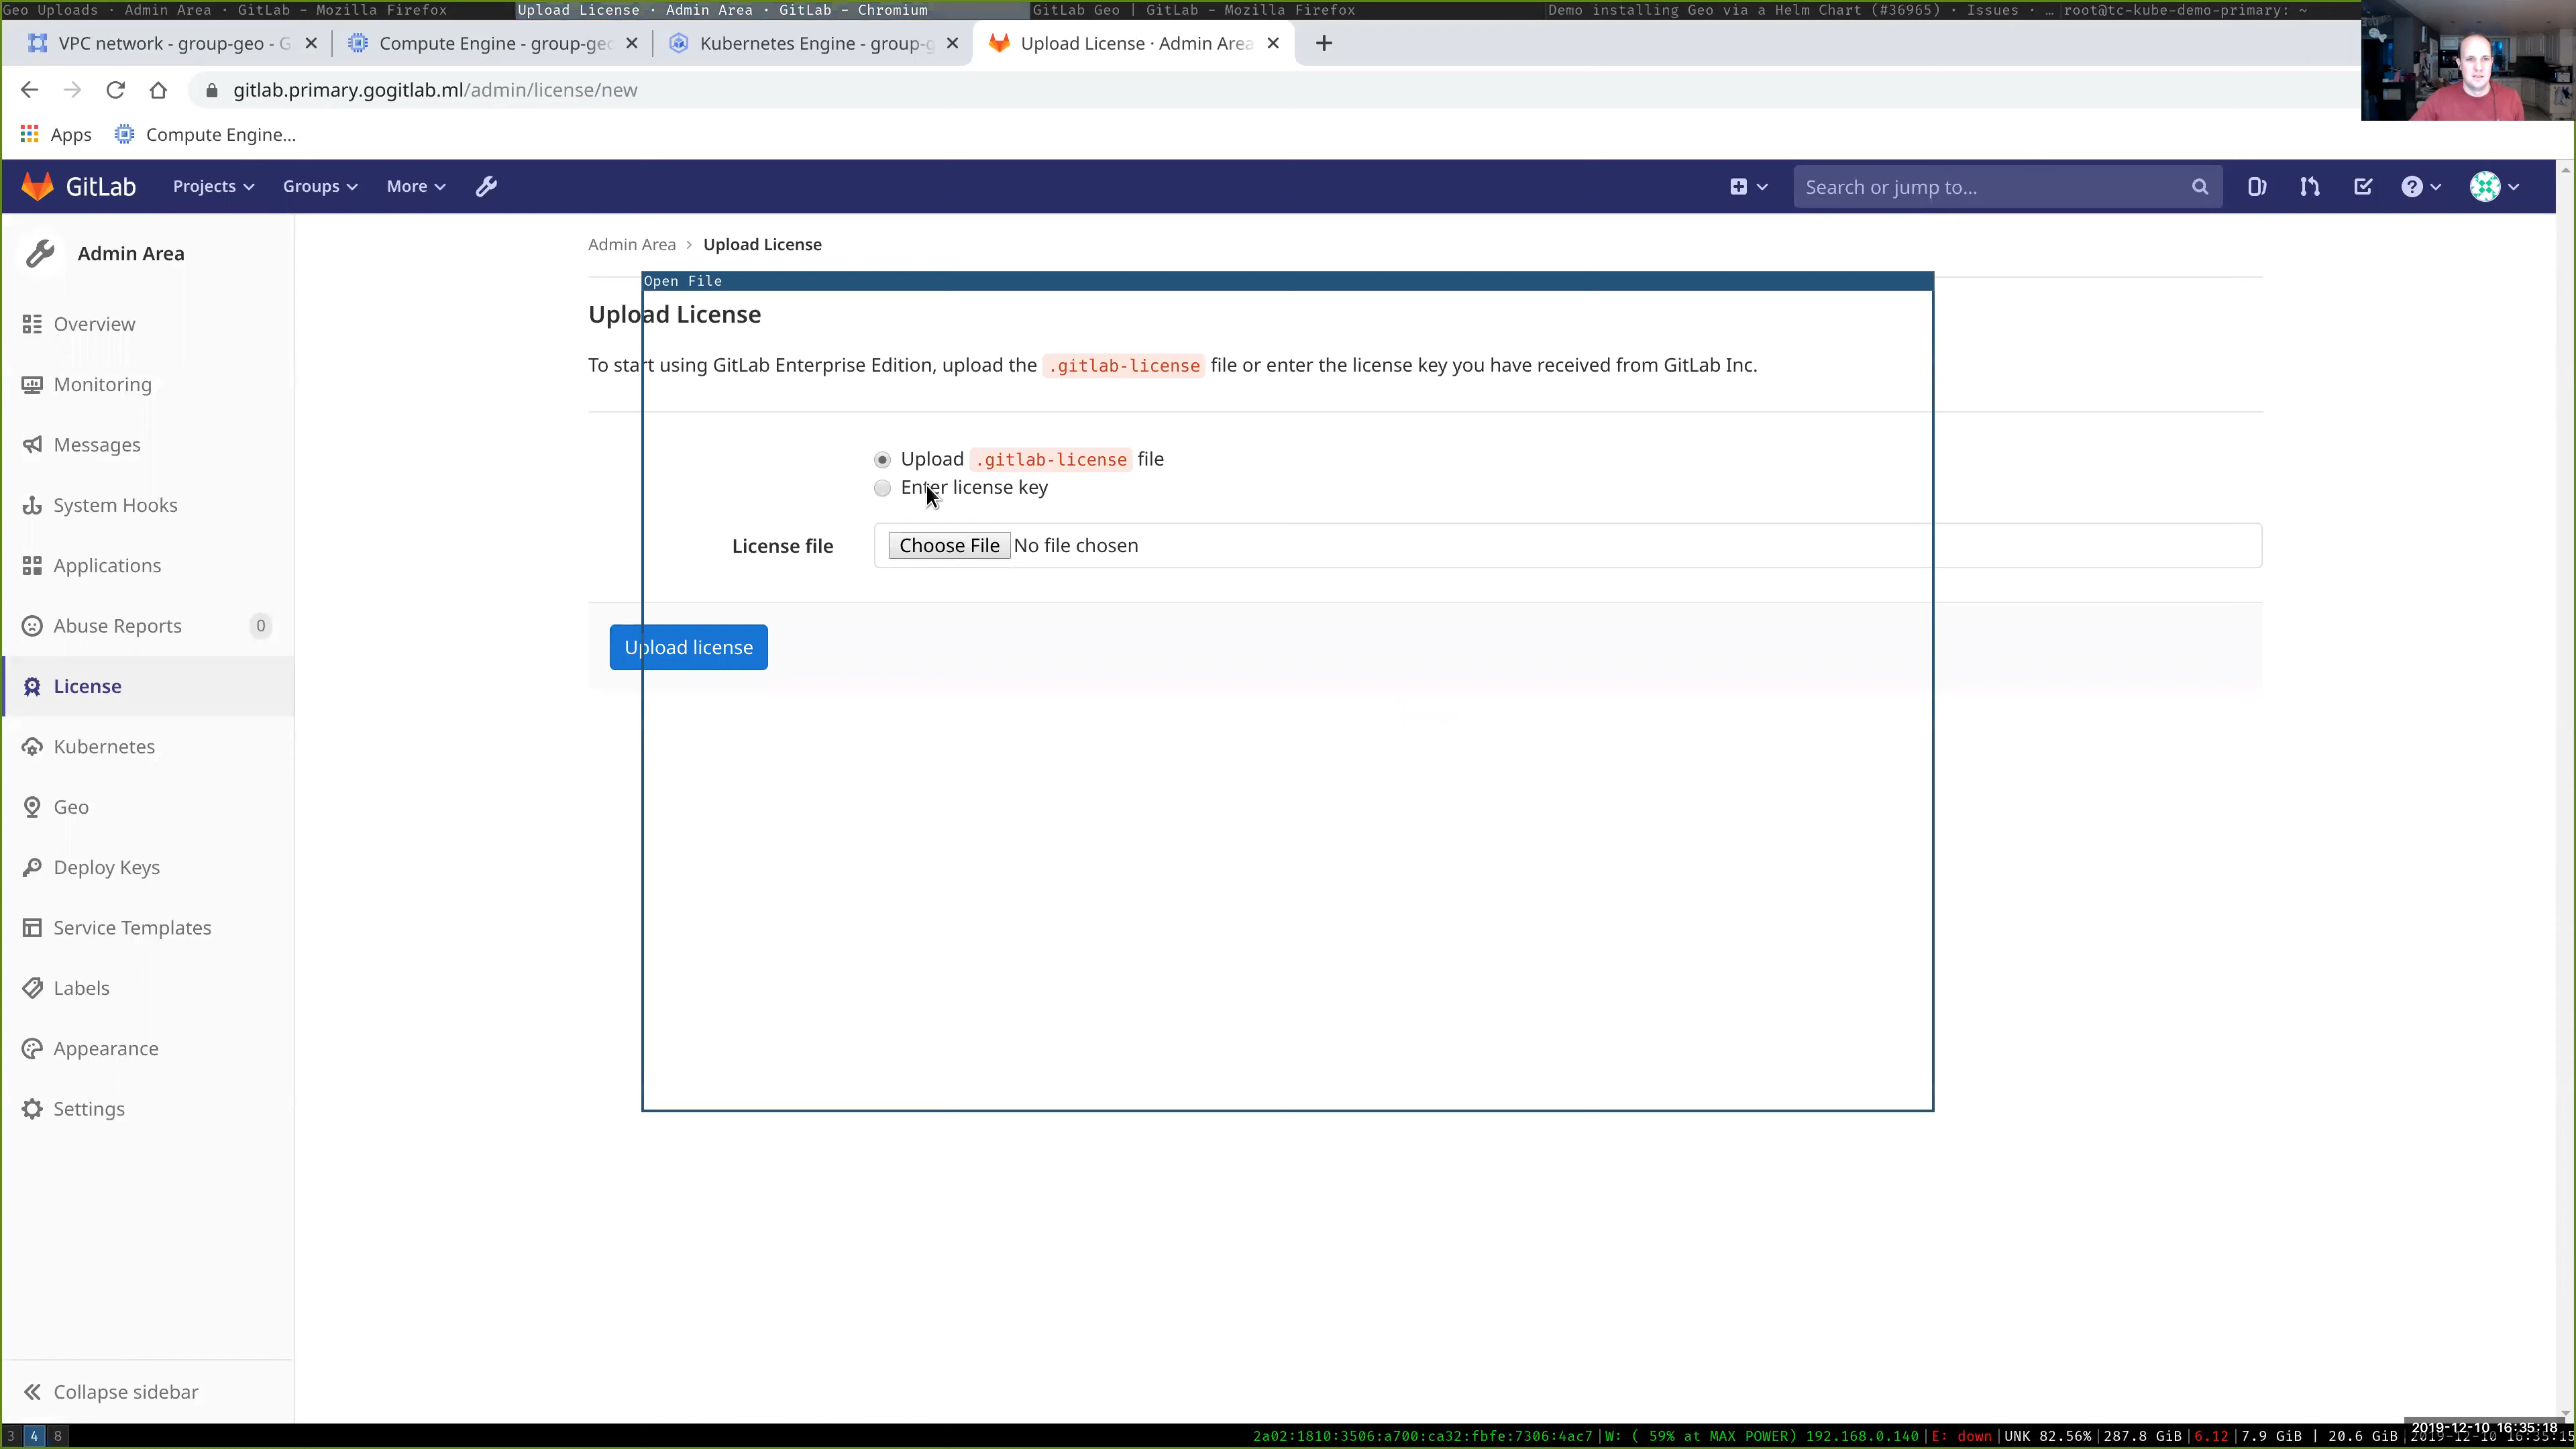 Geo Uploads · Admin Area · GitLab - Mozilla Firefox
Upload License · Admin Area · GitLab - Chromium
GitLab Geo | GitLab - Mozilla Firefox
Demo installing Geo via a Helm Chart (#36965) · Issues · …
root@tc-kube-demo-primary: ~
VPC network - group-geo - G
Compute Engine - group-geo
Kubernetes Engine - group-g
Upload License · Admin Area
gitlab.primary.gogitlab.ml/admin/license/new
Apps
Compute Engine...
GitLab
Projects
Groups
More
Search or jump to...
Admin Area
Overview
Monitoring
Messages
System Hooks
Applications
Abuse Reports 0
License
Kubernetes
Geo
Deploy Keys
Service Templates
Labels
Appearance
Settings
Collapse sidebar
Admin Area > Upload License
Open File
Upload License
To start using GitLab Enterprise Edition, upload the .gitlab-license file or enter the license key you have received from GitLab Inc.
Upload .gitlab-license file
Enter license key
License file
Choose File No file chosen
Upload license
2019-12-10 16:35:18
3 4 8
2a02:1810:3506:a700:ca32:fbfe:7306:4ac7|W: ( 59% at MAX POWER) 192.168.0.140|E: down|UNK 82.56%|287.8 GiB|6.12|7.9 GiB | 20.6 GiB